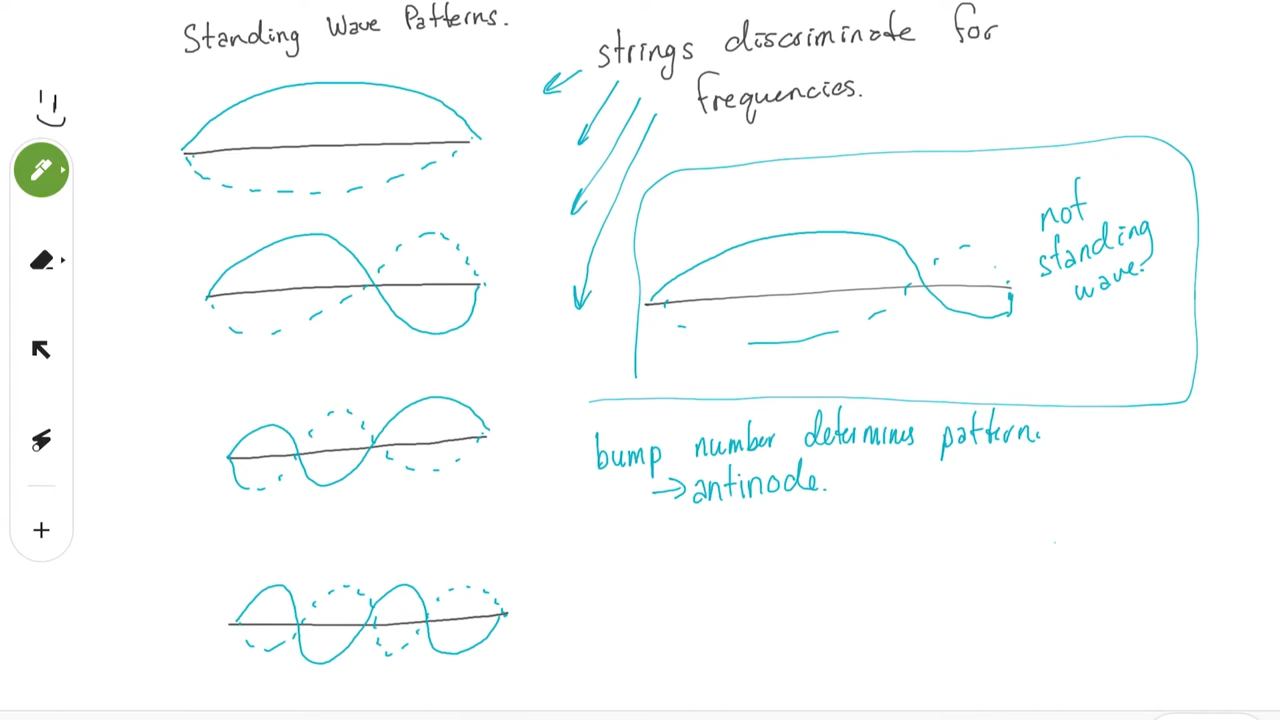 Standing Wave Patterns.
strings discriminate for
frequencies.
not
standing
wave.
bump number determines pattern.
→ antinode.